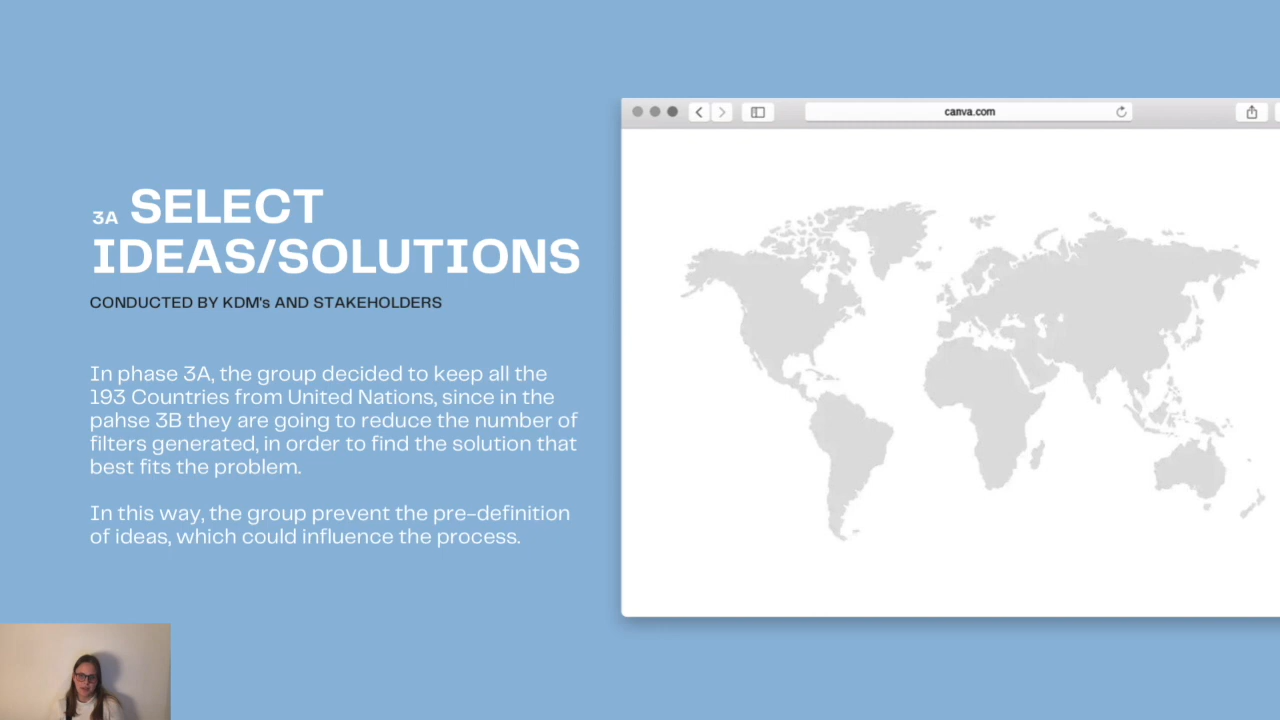 3A SELECT
IDEAS/SOLUTIONS
CONDUCTED BY KDM's AND STAKEHOLDERS
In phase 3A, the group decided to keep all the
193 Countries from United Nations, since in the
pahse 3B they are going to reduce the number of
filters generated, in order to find the solution that
best fits the problem.
In this way, the group prevent the pre-definition
of ideas, which could influence the process.
canva.com